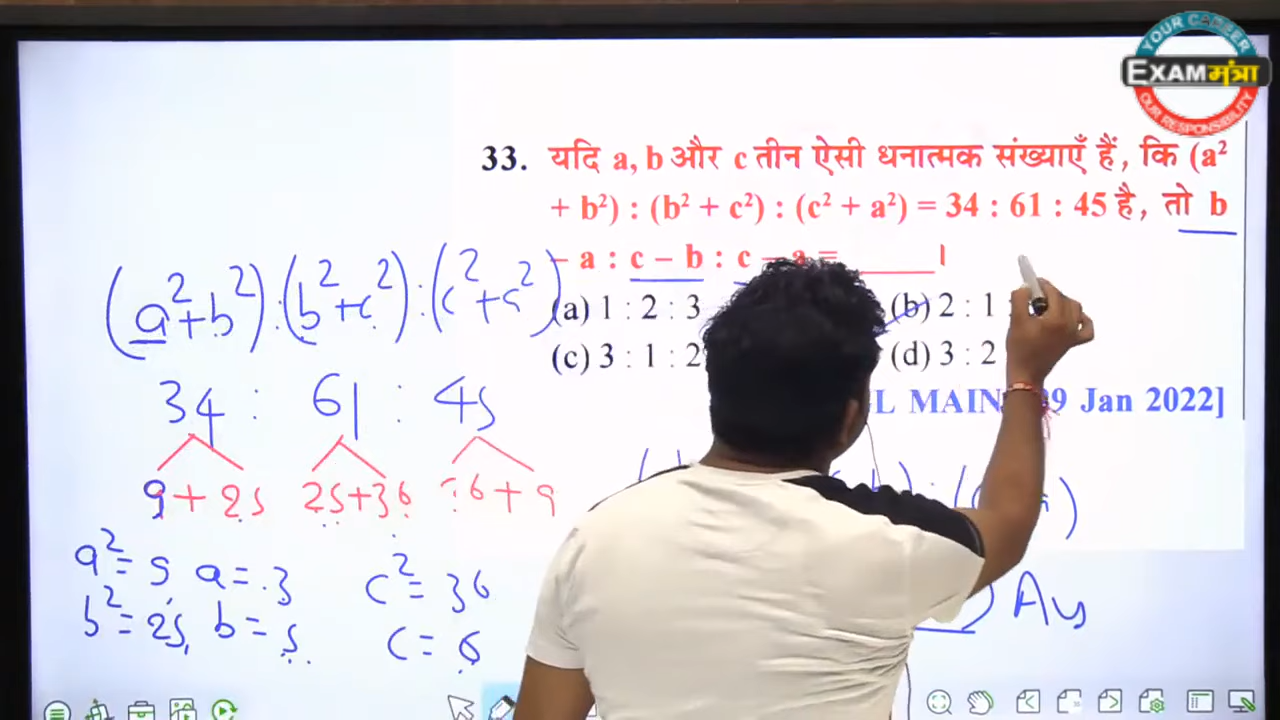 YOUR CAREER
EXAMमंत्रा
OUR RESPONSIBILITY
33. यदि a, b और c तीन ऐसी धनात्मक संख्याएँ हैं, कि (a²
+ b²) : (b² + c²) : (c² + a²) = 34 : 61 : 45 है, तो b
– a : c – b : c – a = ______।
(a) 1 : 2 : 3
(b) 2 : 1 :
(c) 3 : 1 : 2
(d) 3 : 2
L MAINS 9 Jan 2022]
(a²+b²):(b²+c²):(c²+a²)
34 : 61 : 45
9+25 25+36 36+9
a²=9 a=3 c²=36
b²=25, b=5. c=6
Ay